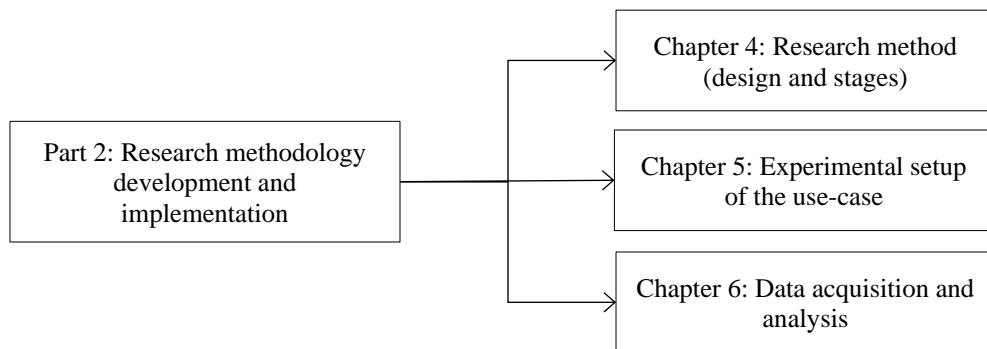 Part 2: Research methodology
development and
implementation
Chapter 4: Research method
(design and stages)
Chapter 5: Experimental setup
of the use-case
Chapter 6: Data acquisition and
analysis